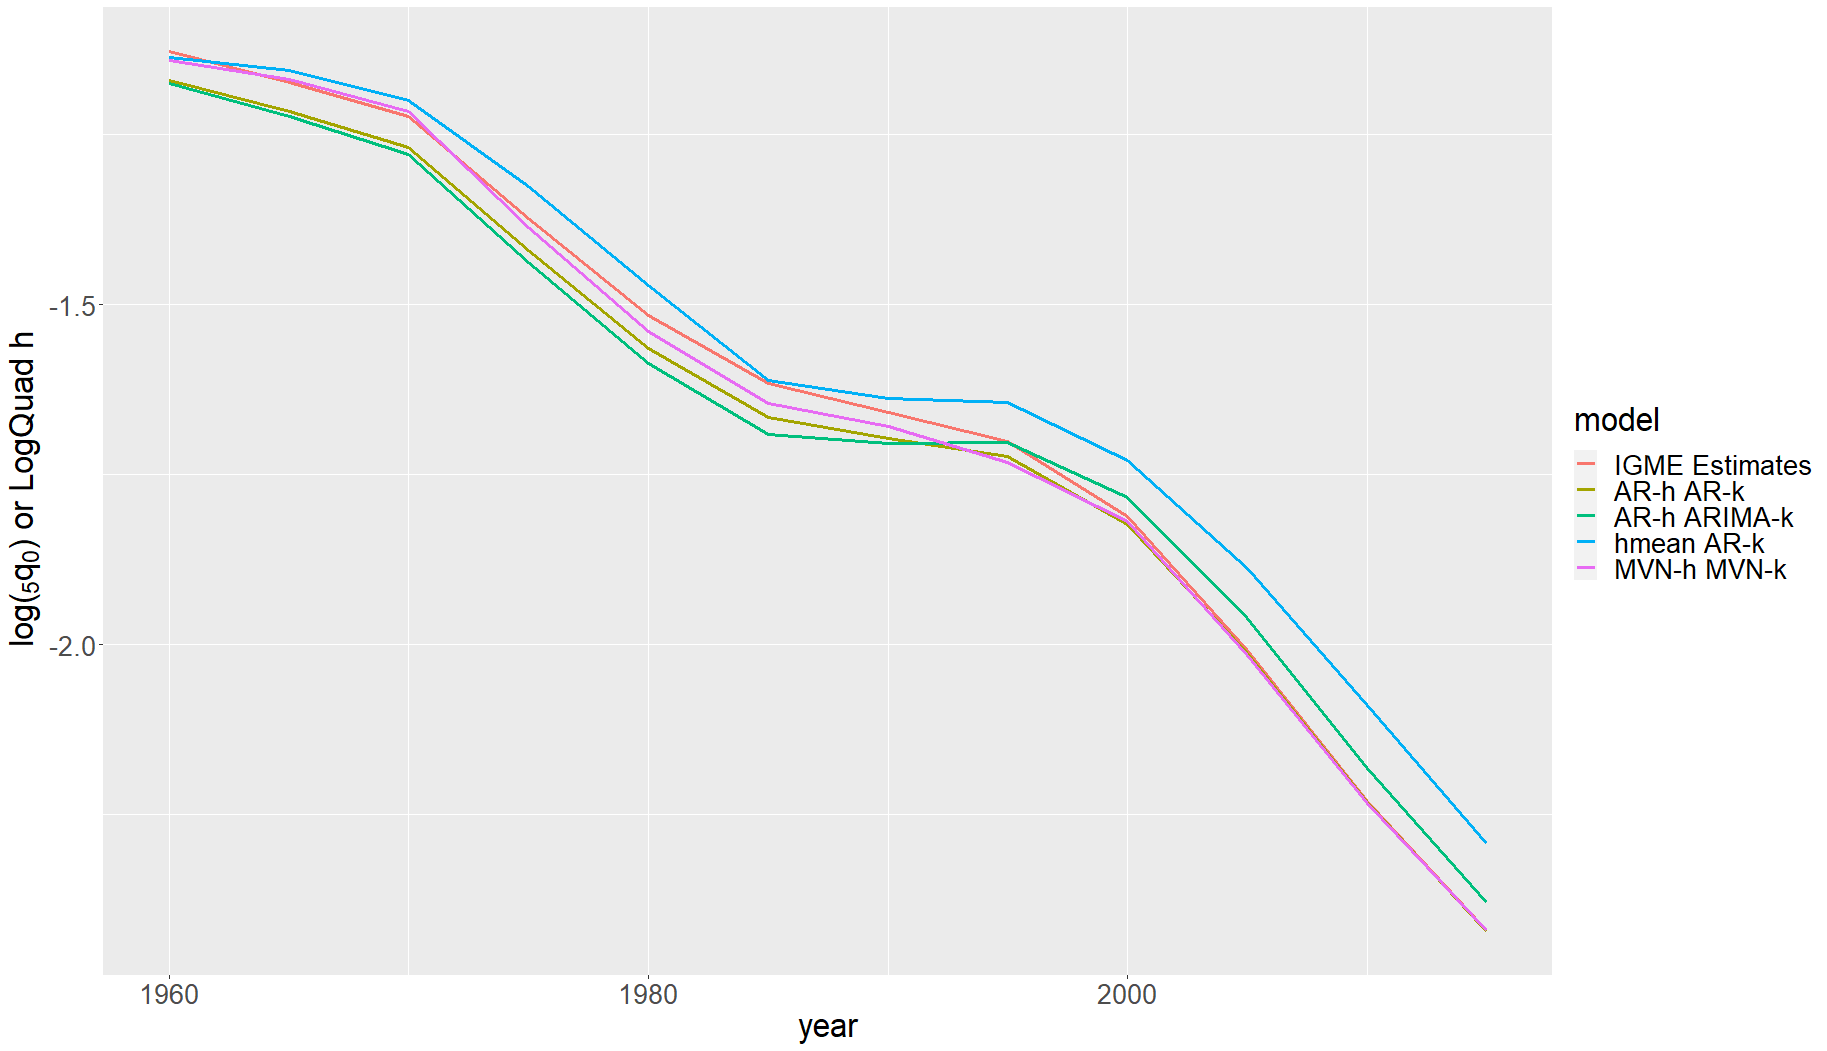 -1.5
-2.0
log(₅q₀) or LogQuad h
1960
1980
2000
year
model
IGME Estimates
AR-h AR-k
AR-h ARIMA-k
hmean AR-k
MVN-h MVN-k